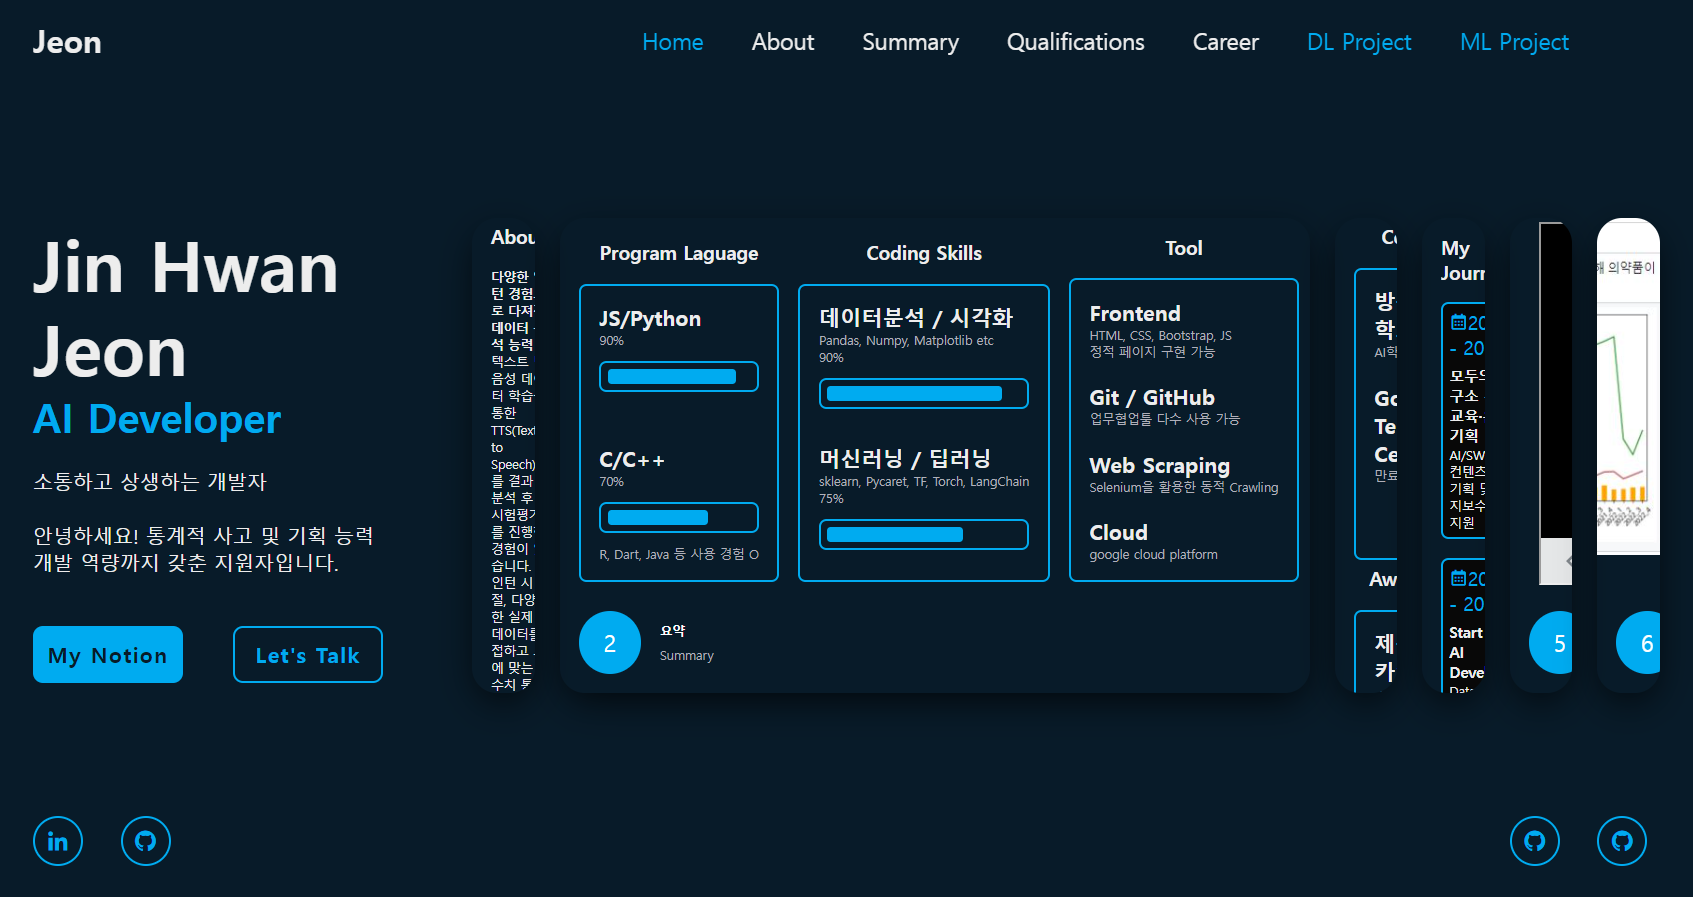 Jeon
Home
About
Summary
Qualifications
Career
DL Project
ML Project
Jin Hwan
Jeon
AI Developer
소통하고 상생하는 개발자
안녕하세요! 통계적 사고 및 기획 능력
개발 역량까지 갖춘 지원자입니다.
My Notion
Let's Talk
다양한
턴 경험
로 다져
데이터
석 능력
텍스트
음성 데
터 학습
통한
TTS(Text
to
Speech)
를 결과
분석 후
시험평가
를 진행
경험이
습니다.
인턴 시
절, 다양
한 실제
데이터를
접하고
에 맞는
수치
Program Laguage
JS/Python
90%
C/C++
70%
R, Dart, Java 등 사용 경험 O
Coding Skills
데이터분석 / 시각화
Pandas, Numpy, Matplotlib etc
90%
머신러닝 / 딥러닝
sklearn, Pycaret, TF, Torch, LangChain
75%
Tool
Frontend
HTML, CSS, Bootstrap, JS
정적 페이지 구현 가능
Git / GitHub
업무협업툴 다수 사용 가능
Web Scraping
Selenium을 활용한 동적 Crawling
Cloud
google cloud platform
2
요약
Summary
방
학
AI학
Go
Te
Ce
만료
Aw
제
카
My
Journ
20
- 20
모두의
구소
교육
기획
AI/SW
컨텐츠
기획 및
지보수
지원
20
- 20
Start
AI
Deve
Data
5
해 의약품이
6